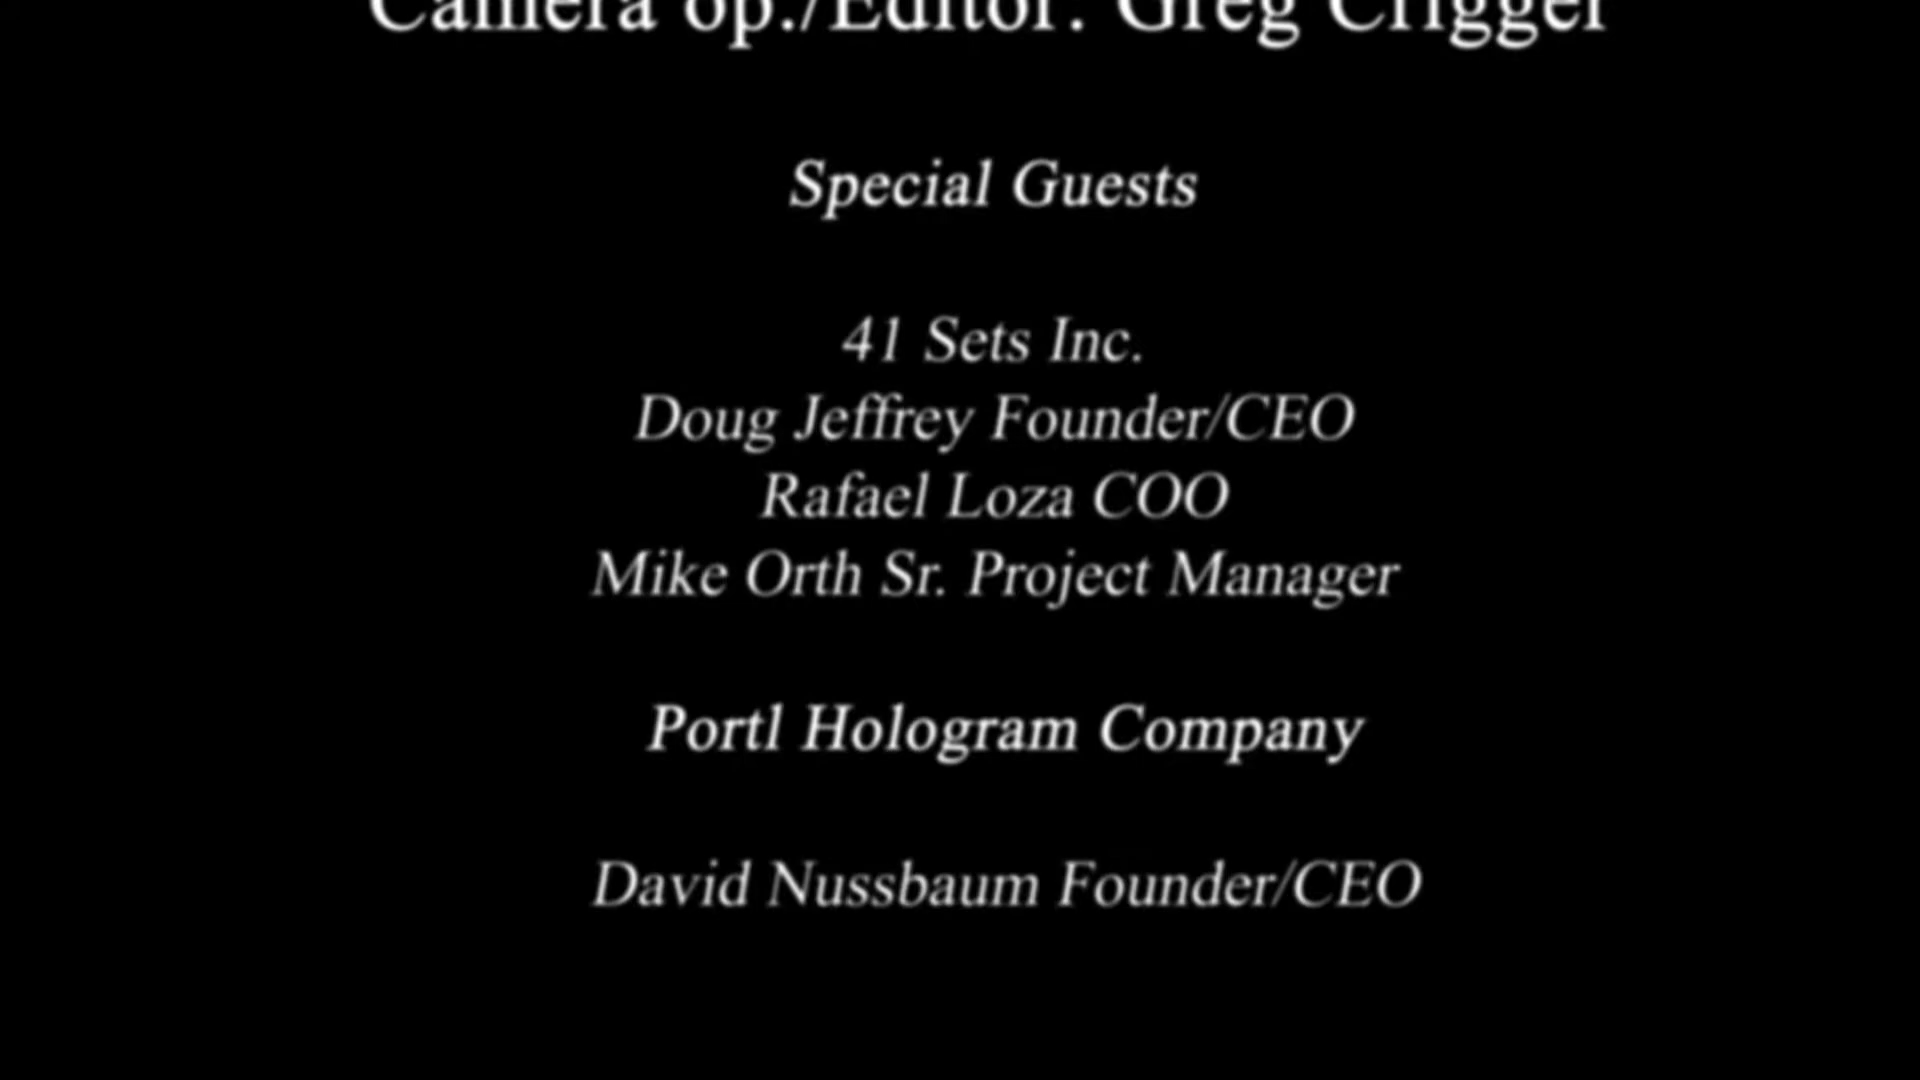 Camera op./Editor: Greg Crigger
Special Guests
41 Sets Inc.
Doug Jeffrey Founder/CEO
Rafael Loza COO
Mike Orth Sr. Project Manager
Portl Hologram Company
David Nussbaum Founder/CEO